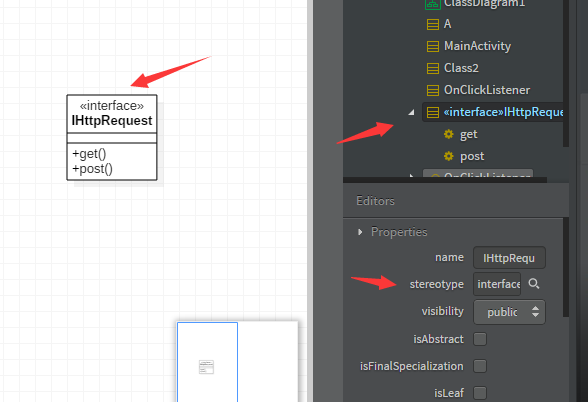 «interface»
IHttpRequest
+get()
+post()
ClassDiagram1
A
MainActivity
Class2
OnClickListener
«interface»IHttpReque
get
post
OnClickListener
Editors
Properties
name IHttpRequ
stereotype interface
visibility public
isAbstract
isFinalSpecialization
isLeaf